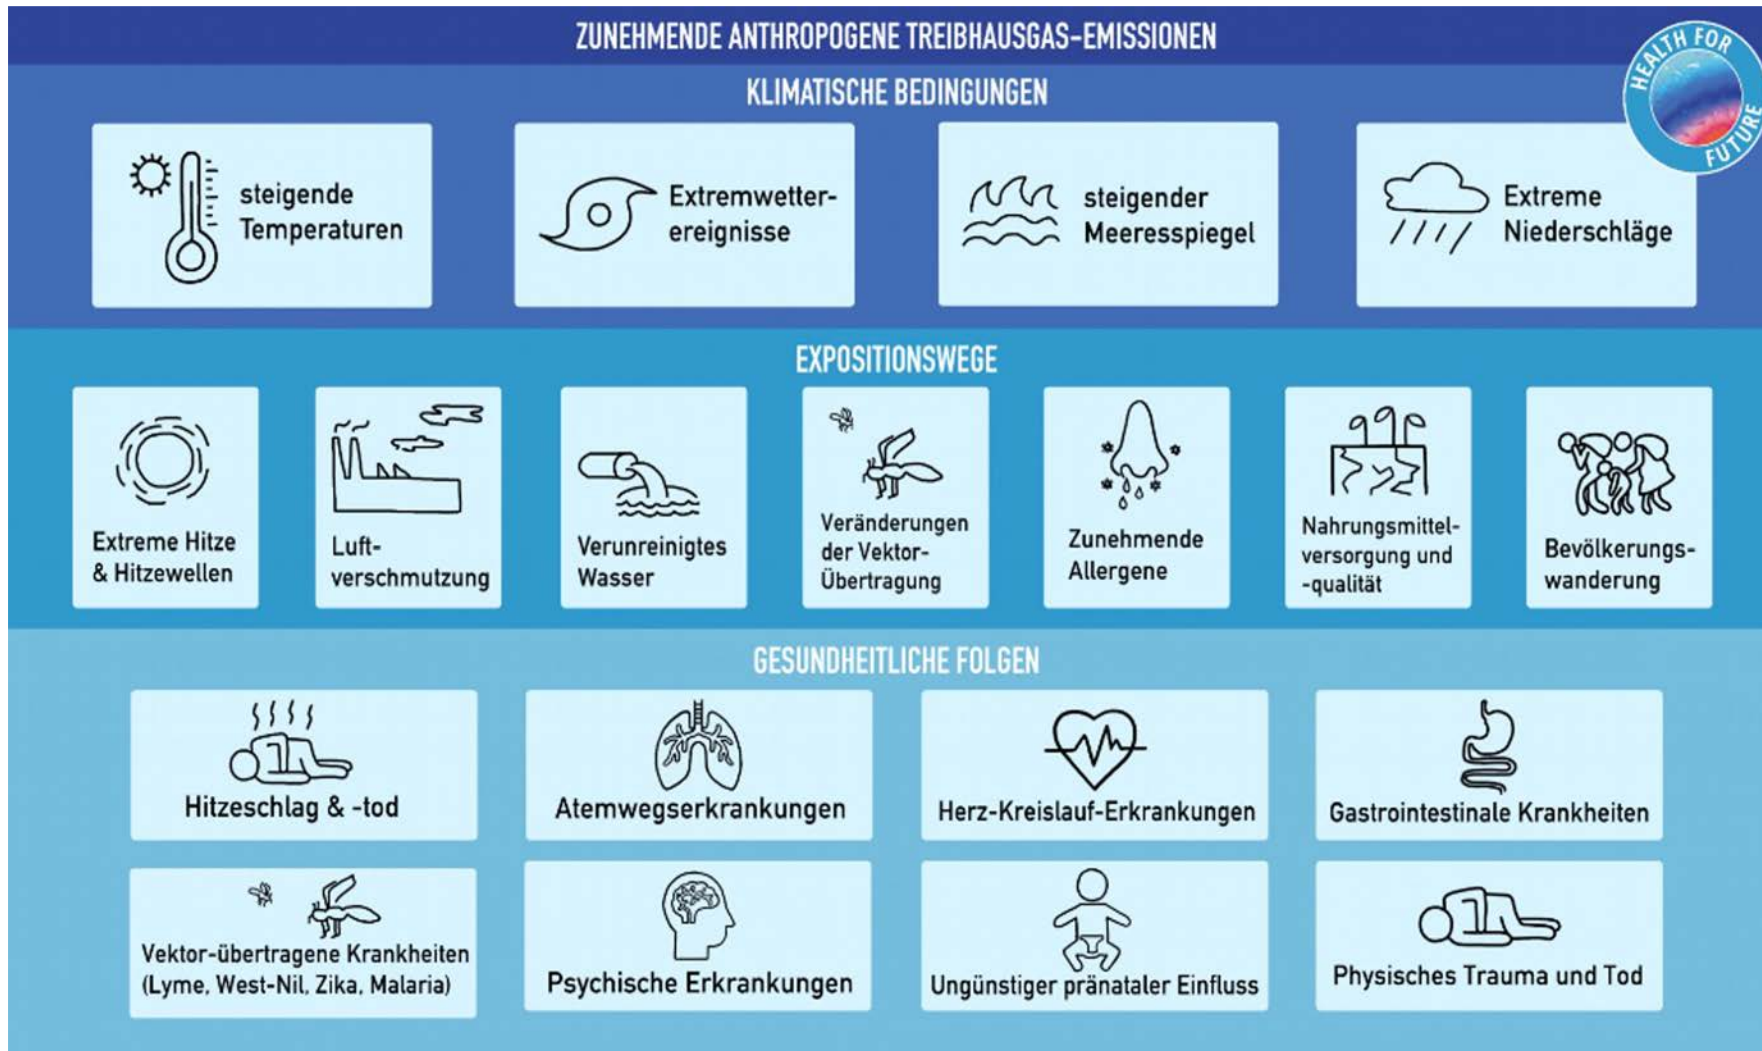 ZUNEHMENDE ANTHROPOGENE TREIBHAUSGAS-EMISSIONEN
HEALTH FOR
FUTURE
KLIMATISCHE BEDINGUNGEN
steigende
Temperaturen
Extremwetter-
ereignisse
steigender
Meeresspiegel
Extreme
Niederschläge
EXPOSITIONSWEGE
Extreme Hitze
& Hitzewellen
Luft-
verschmutzung
Verunreinigtes
Wasser
Veränderungen
der Vektor-
Übertragung
Zunehmende
Allergene
Nahrungsmittel-
versorgung und
-qualität
Bevölkerungs-
wanderung
GESUNDHEITLICHE FOLGEN
Hitzeschlag & -tod
Atemwegserkrankungen
Herz-Kreislauf-Erkrankungen
Gastrointestinale Krankheiten
Vektor-übertragene Krankheiten
(Lyme, West-Nil, Zika, Malaria)
Psychische Erkrankungen
Ungünstiger pränataler Einfluss
Physisches Trauma und Tod